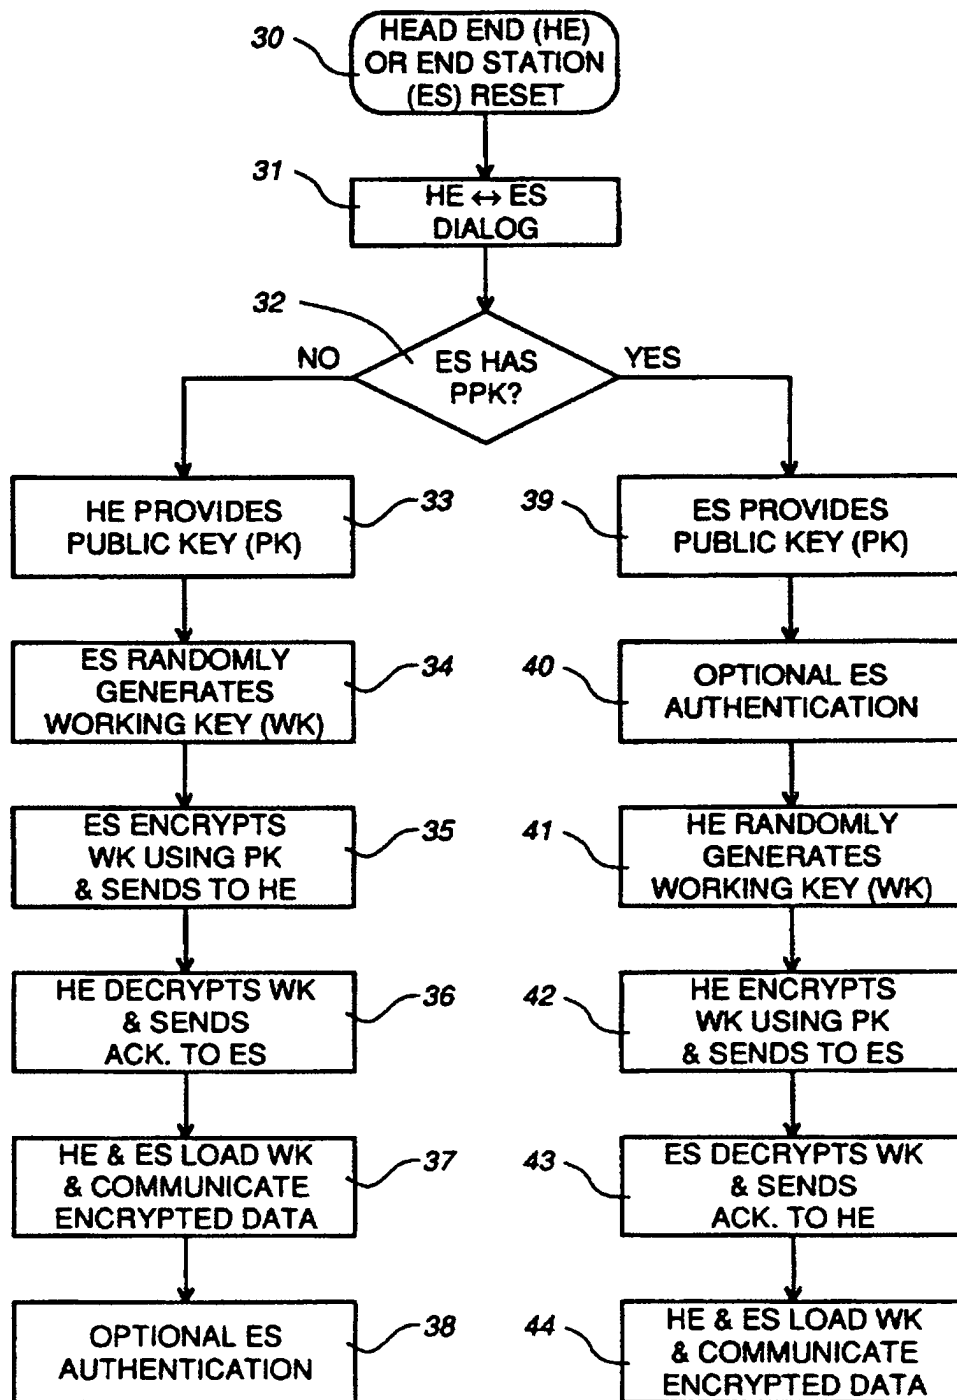 30
HEAD END (HE)
OR END STATION
(ES) RESET
31
HE ↔ ES
DIALOG
32
NO
ES HAS
PPK?
YES
HE PROVIDES
PUBLIC KEY (PK)
33
39
ES PROVIDES
PUBLIC KEY (PK)
ES RANDOMLY
GENERATES
WORKING KEY (WK)
34
40
OPTIONAL ES
AUTHENTICATION
ES ENCRYPTS
WK USING PK
& SENDS TO HE
35
41
HE RANDOMLY
GENERATES
WORKING KEY (WK)
HE DECRYPTS WK
& SENDS
ACK. TO ES
36
42
HE ENCRYPTS
WK USING PK
& SENDS TO ES
HE & ES LOAD WK
& COMMUNICATE
ENCRYPTED DATA
37
43
ES DECRYPTS WK
& SENDS
ACK. TO HE
OPTIONAL ES
AUTHENTICATION
38
44
HE & ES LOAD WK
& COMMUNICATE
ENCRYPTED DATA